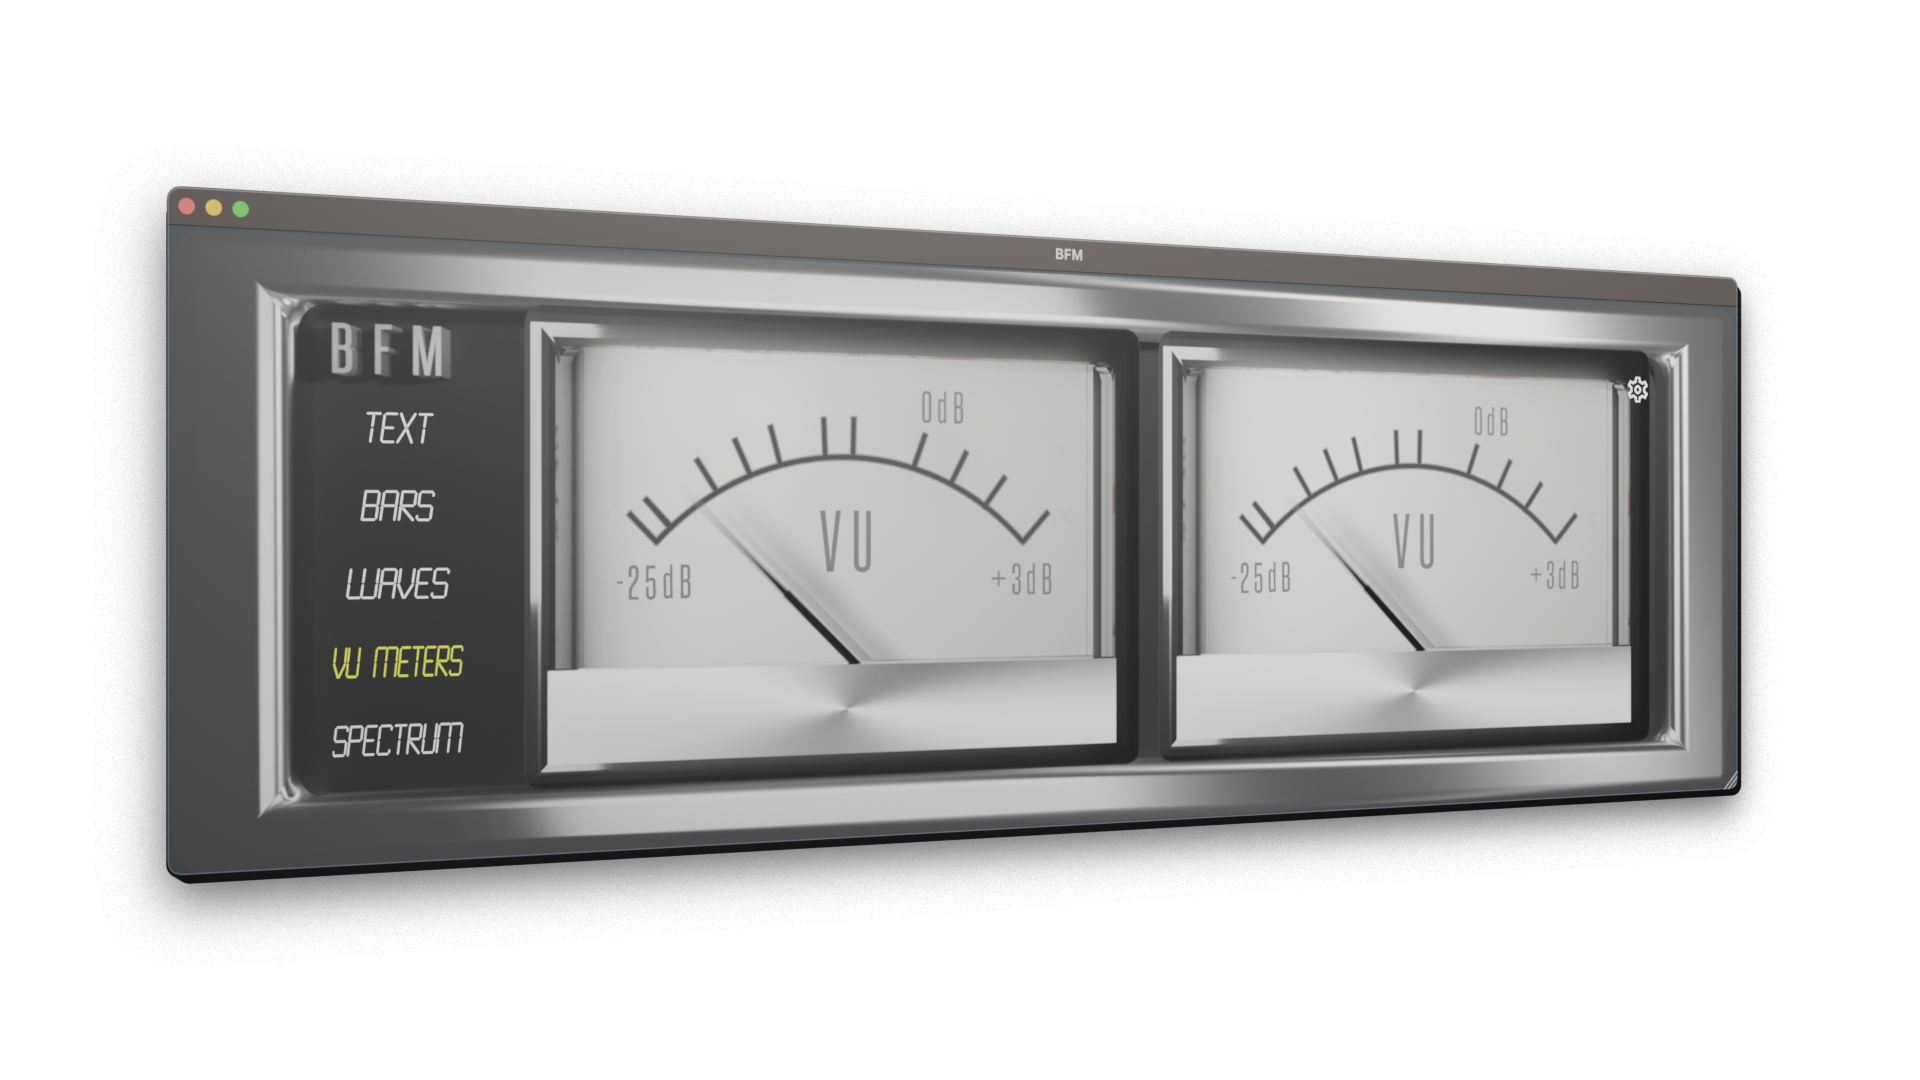 BFM
BFM
TEXT
BARS
WAVES
VU METERS
SPECTRUM
0dB
VU
-25dB
+3dB
0dB
VU
-25dB
+3dB